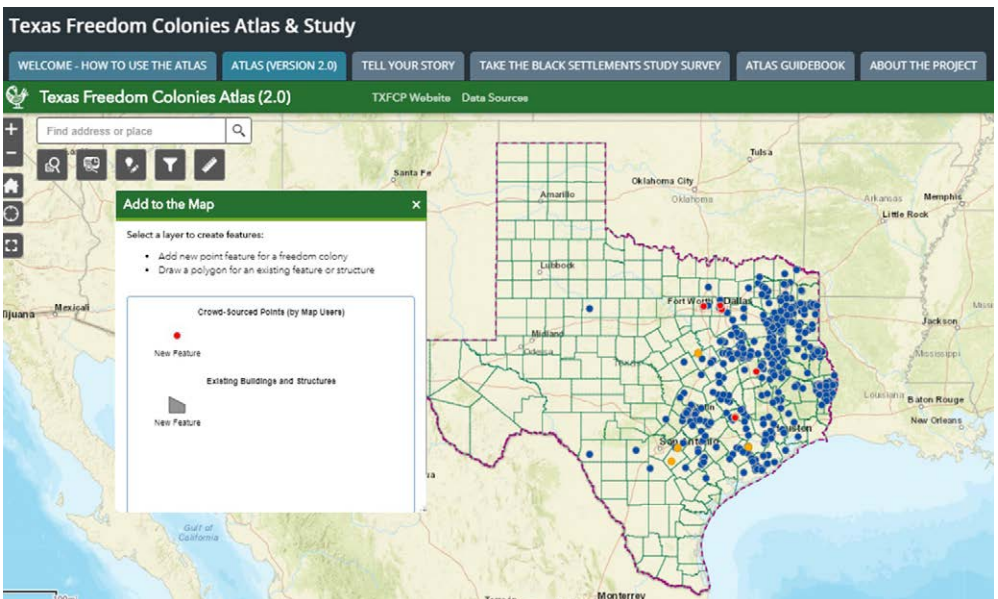 Texas Freedom Colonies Atlas & Study
WELCOME - HOW TO USE THE ATLAS
ATLAS (VERSION 2.0)
TELL YOUR STORY
TAKE THE BLACK SETTLEMENTS STUDY SURVEY
ATLAS GUIDEBOOK
ABOUT THE PROJECT
Texas Freedom Colonies Atlas (2.0)
TXFCP Website
Data Sources
Find address or place
Add to the Map
Select a layer to create features:
Add new point feature for a freedom colony
Draw a polygon for an existing feature or structure
Crowd-Sourced Points (by Map Users)
New Feature
Existing Buildings and Structures
New Feature
Tulsa
Santa Fe
Oklahoma City
Oklahoma
Amarillo
Arkansas
Memphis
Little Rock
Lubbock
Fort Worth
Dallas
Mexicali
Tijuana
Midland
Odessa
Jackson
Mississippi
Louisiana
Baton Rouge
New Orleans
Houston
San Antonio
Gulf of
California
Monterrey